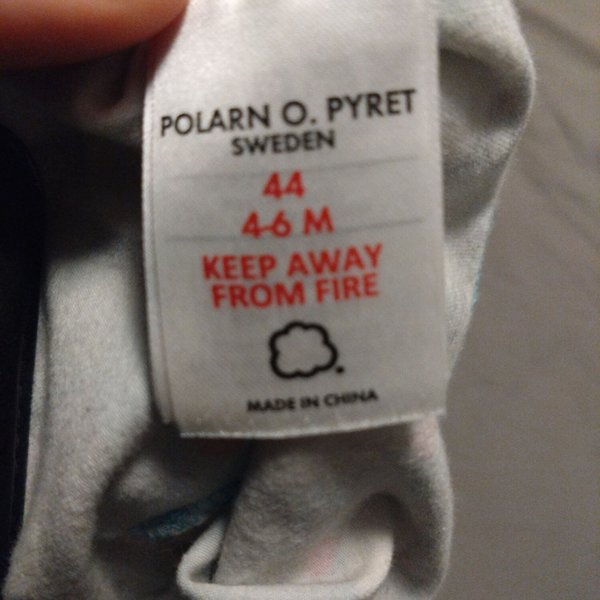 POLARN O. PYRET
SWEDEN
44
4-6 M
KEEP AWAY
FROM FIRE
MADE IN CHINA